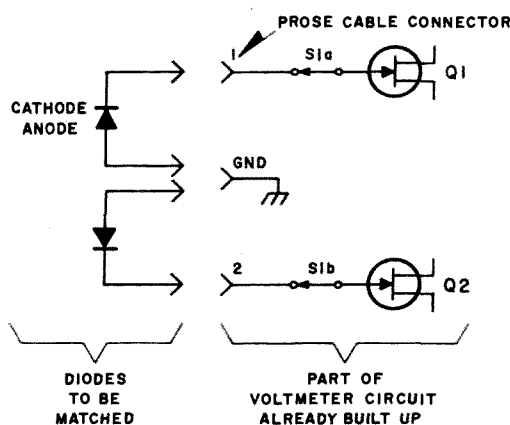 PROSE CABLE CONNECTOR
1
S1a
Q1
CATHODE
ANODE
GND
2
S1b
Q2
DIODES
TO BE
MATCHED
PART OF
VOLTMETER CIRCUIT
ALREADY BUILT UP